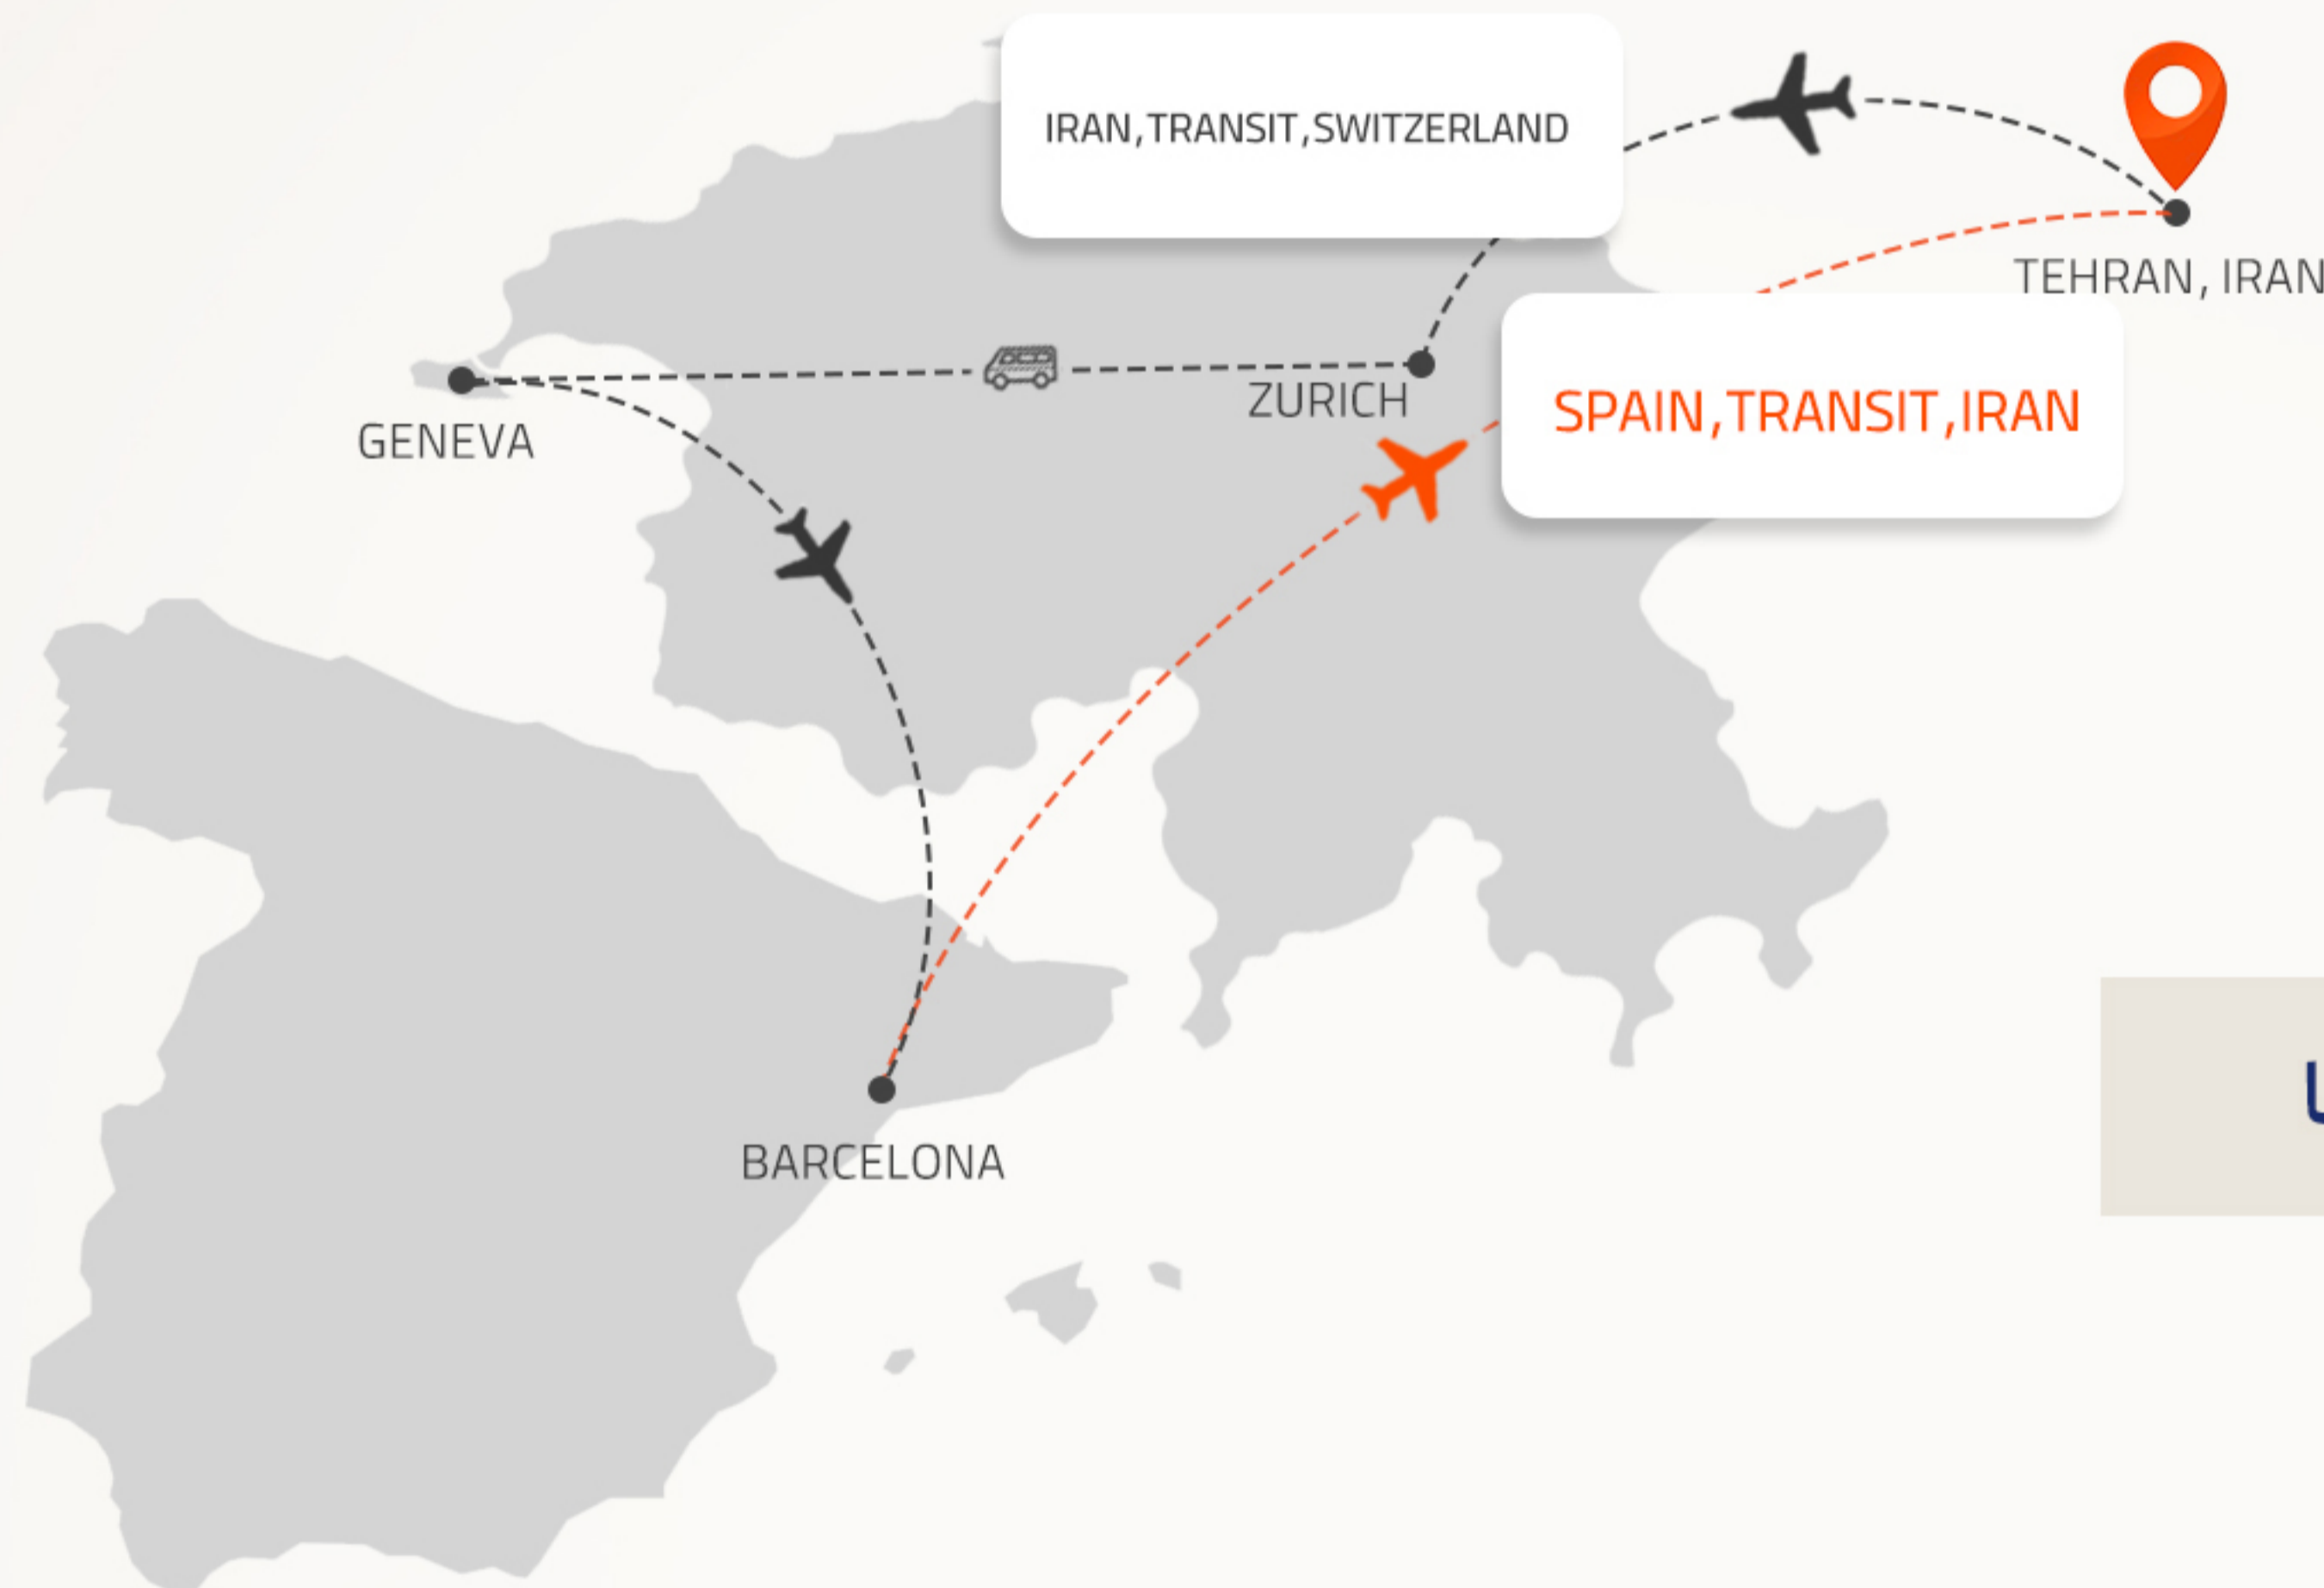 IRAN,TRANSIT,SWITZERLAND
TEHRAN, IRAN
ZURICH
SPAIN,TRANSIT,IRAN
GENEVA
BARCELONA